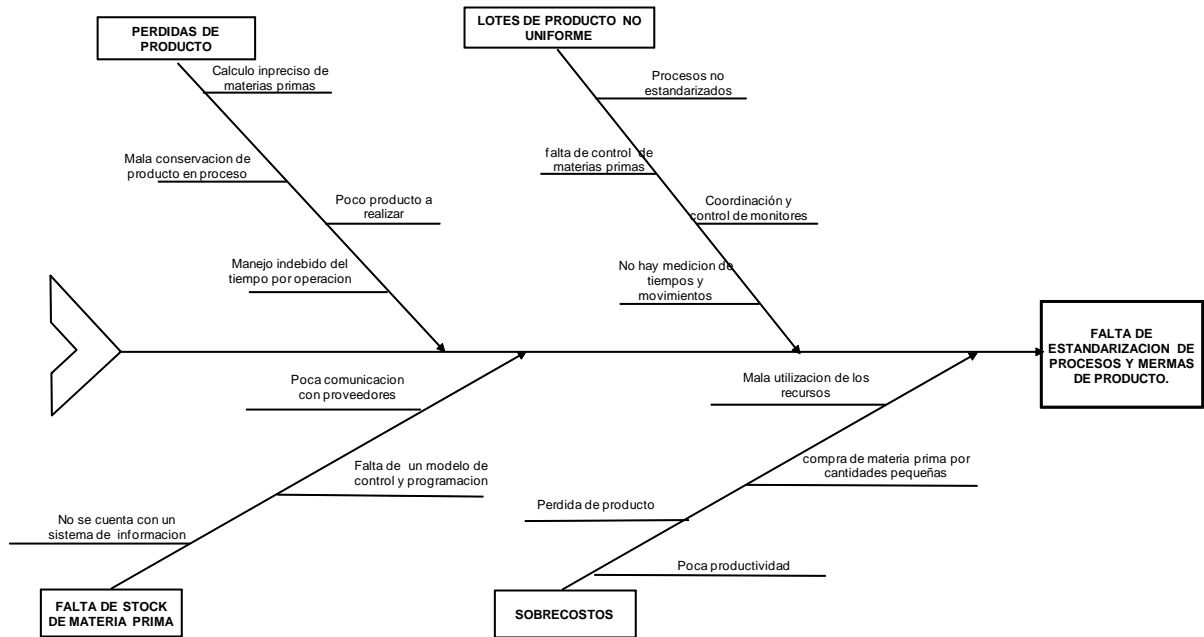 PERDIDAS DE
PRODUCTO
LOTES DE PRODUCTO NO
UNIFORME
Calculo inpreciso de
materias primas
Procesos no
estandarizados
Mala conservacion de
producto en proceso
falta de control de
materias primas
Poco producto a
realizar
Coordinación y
control de monitores
Manejo indebido del
tiempo por operacion
No hay medicion de
tiempos y
movimientos
FALTA DE
ESTANDARIZACION DE
PROCESOS Y MERMAS
DE PRODUCTO.
Poca comunicacion
con proveedores
Mala utilizacion de los
recursos
Falta de un modelo de
control y programacion
compra de materia prima por
cantidades pequeñas
No se cuenta con un
sistema de informacion
Perdida de producto
Poca productividad
FALTA DE STOCK
DE MATERIA PRIMA
SOBRECOSTOS